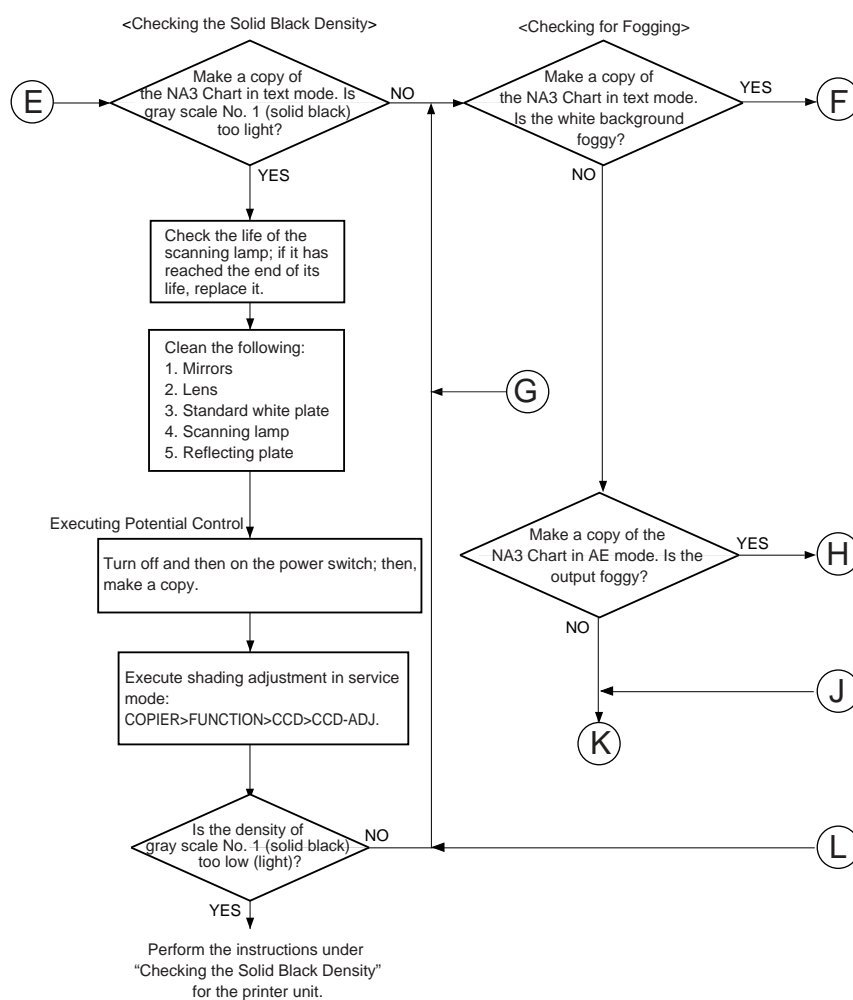 <Checking the Solid Black Density>
E
Make a copy of
the NA3 Chart in text mode. Is
gray scale No. 1 (solid black)
too light?
NO
YES
Check the life of the
scanning lamp; if it has
reached the end of its
life, replace it.
Clean the following:
1. Mirrors
2. Lens
3. Standard white plate
4. Scanning lamp
5. Reflecting plate
Executing Potential Control
Turn off and then on the power switch; then,
make a copy.
Execute shading adjustment in service
mode:
COPIER>FUNCTION>CCD>CCD-ADJ.
Is the density of
gray scale No. 1 (solid black)
too low (light)?
NO
YES
Perform the instructions under
“Checking the Solid Black Density”
for the printer unit.
<Checking for Fogging>
Make a copy of
the NA3 Chart in text mode.
Is the white background
foggy?
YES
F
NO
G
Make a copy of the
NA3 Chart in AE mode. Is the
output foggy?
YES
H
NO
J
K
L